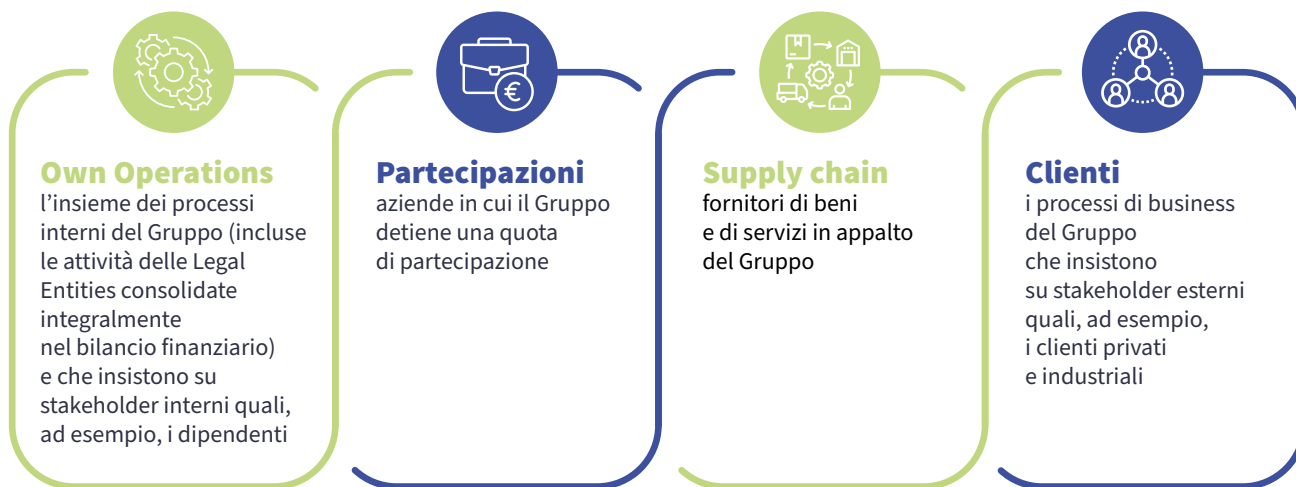 €
Own Operations
l’insieme dei processi
interni del Gruppo (incluse
le attività delle Legal
Entities consolidate
integralmente
nel bilancio finanziario)
e che insistono su
stakeholder interni quali,
ad esempio, i dipendenti
Partecipazioni
aziende in cui il Gruppo
detiene una quota
di partecipazione
Supply chain
fornitori di beni
e di servizi in appalto
del Gruppo
Clienti
i processi di business
del Gruppo
che insistono
su stakeholder esterni
quali, ad esempio,
i clienti privati
e industriali